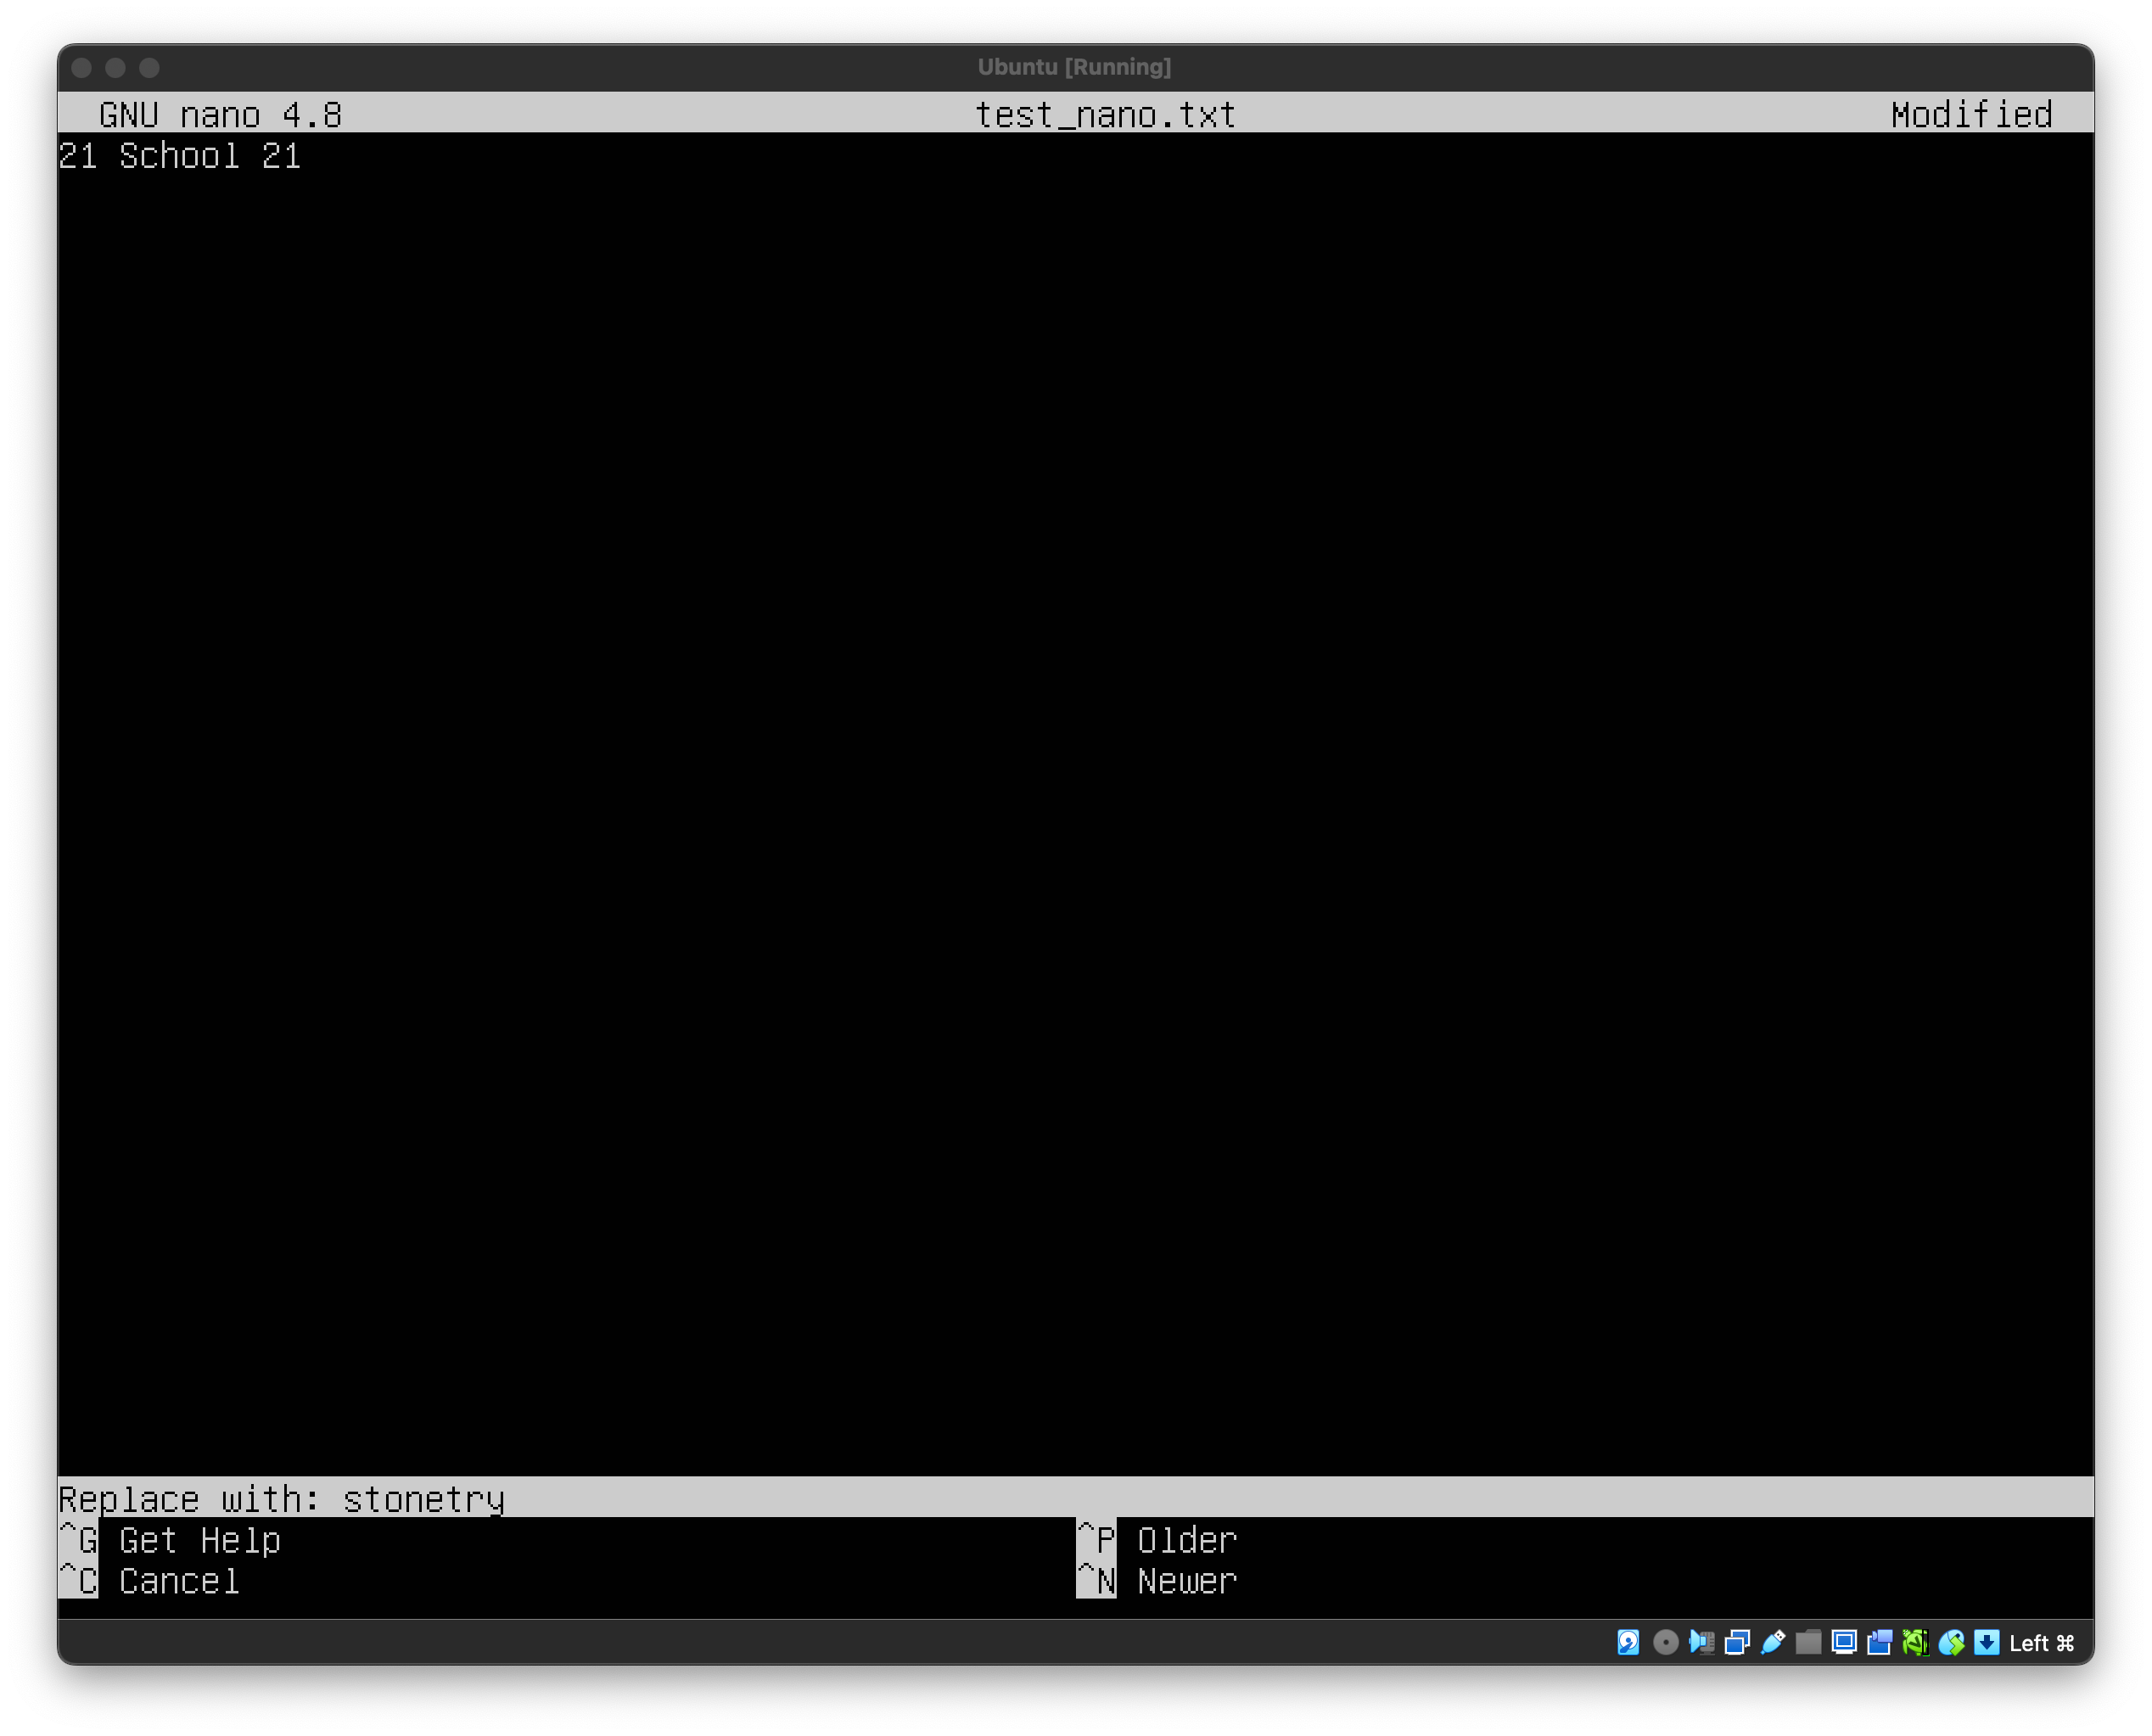 Ubuntu [Running]
GNU nano 4.8 test_nano.txt Modified
21 School 21
Replace with: stonetry
^G Get Help ^P Older
^C Cancel ^N Newer
Left ⌘